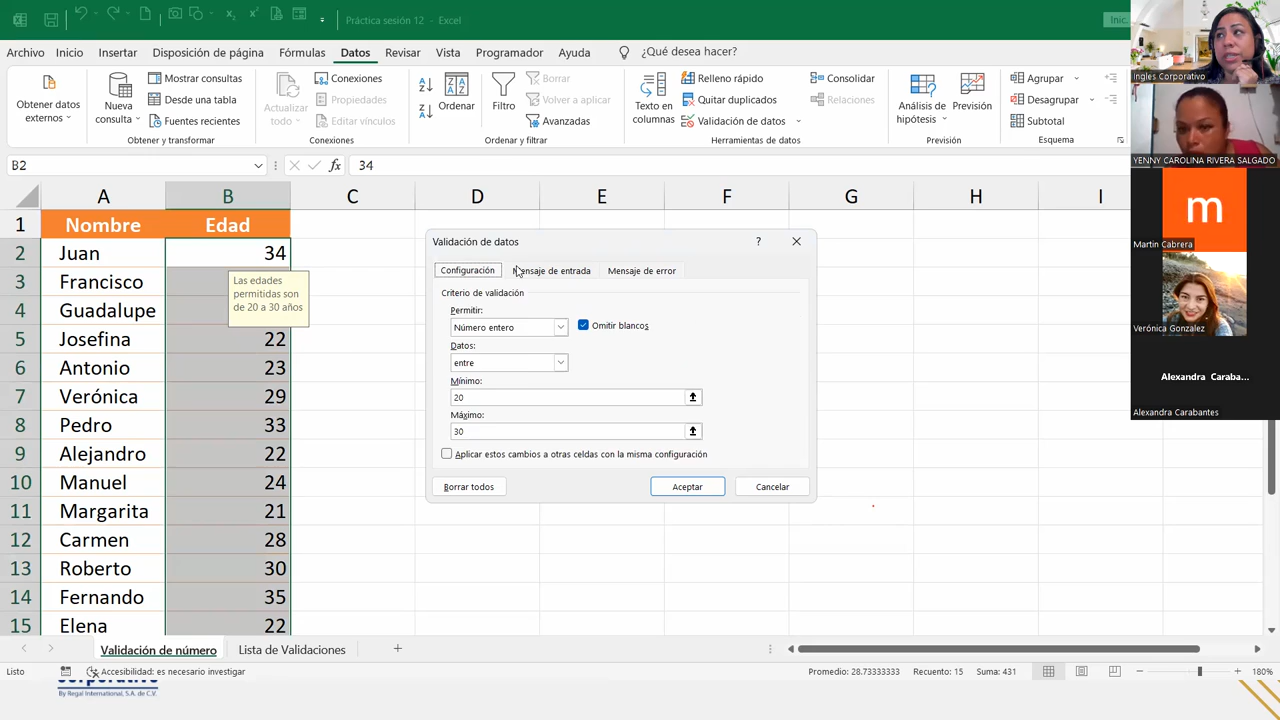 Práctica sesión 12 - Excel
Inic.
Archivo Inicio Insertar Disposición de página Fórmulas Datos Revisar Vista Programador Ayuda ¿Qué desea hacer?
Obtener datos externos
Nueva consulta
Mostrar consultas
Desde una tabla
Fuentes recientes
Obtener y transformar
Actualizar todo
Conexiones
Propiedades
Editar vínculos
Conexiones
Ordenar
Filtro
Borrar
Volver a aplicar
Avanzadas
Ordenar y filtrar
Texto en columnas
Relleno rápido
Quitar duplicados
Validación de datos
Consolidar
Relaciones
Herramientas de datos
Análisis de hipótesis
Previsión
Previsión
Agrupar
Desagrupar
Subtotal
Esquema
B2 fx 34
A B C D E F G H I
1 Nombre Edad
2 Juan 34
3 Francisco
4 Guadalupe
5 Josefina 22
6 Antonio 23
7 Verónica 29
8 Pedro 33
9 Alejandro 22
10 Manuel 24
11 Margarita 21
12 Carmen 28
13 Roberto 30
14 Fernando 35
15 Elena 22
Las edades
permitidas son
de 20 a 30 años
Validación de datos ?
Configuración Mensaje de entrada Mensaje de error
Criterio de validación
Permitir:
Número entero Omitir blancos
Datos:
entre
Mínimo:
20
Máximo:
30
Aplicar estos cambios a otras celdas con la misma configuración
Borrar todos Aceptar Cancelar
Validación de número Lista de Validaciones
Listo Accesibilidad: es necesario investigar Promedio: 28.73333333 Recuento: 15 Suma: 431 180%
By Regal International, S.A. de C.V.
Ingles Corporativo
YENNY CAROLINA RIVERA SALGADO
m
Martin Cabrera
Verónica Gonzalez
Alexandra Caraba...
Alexandra Carabantes